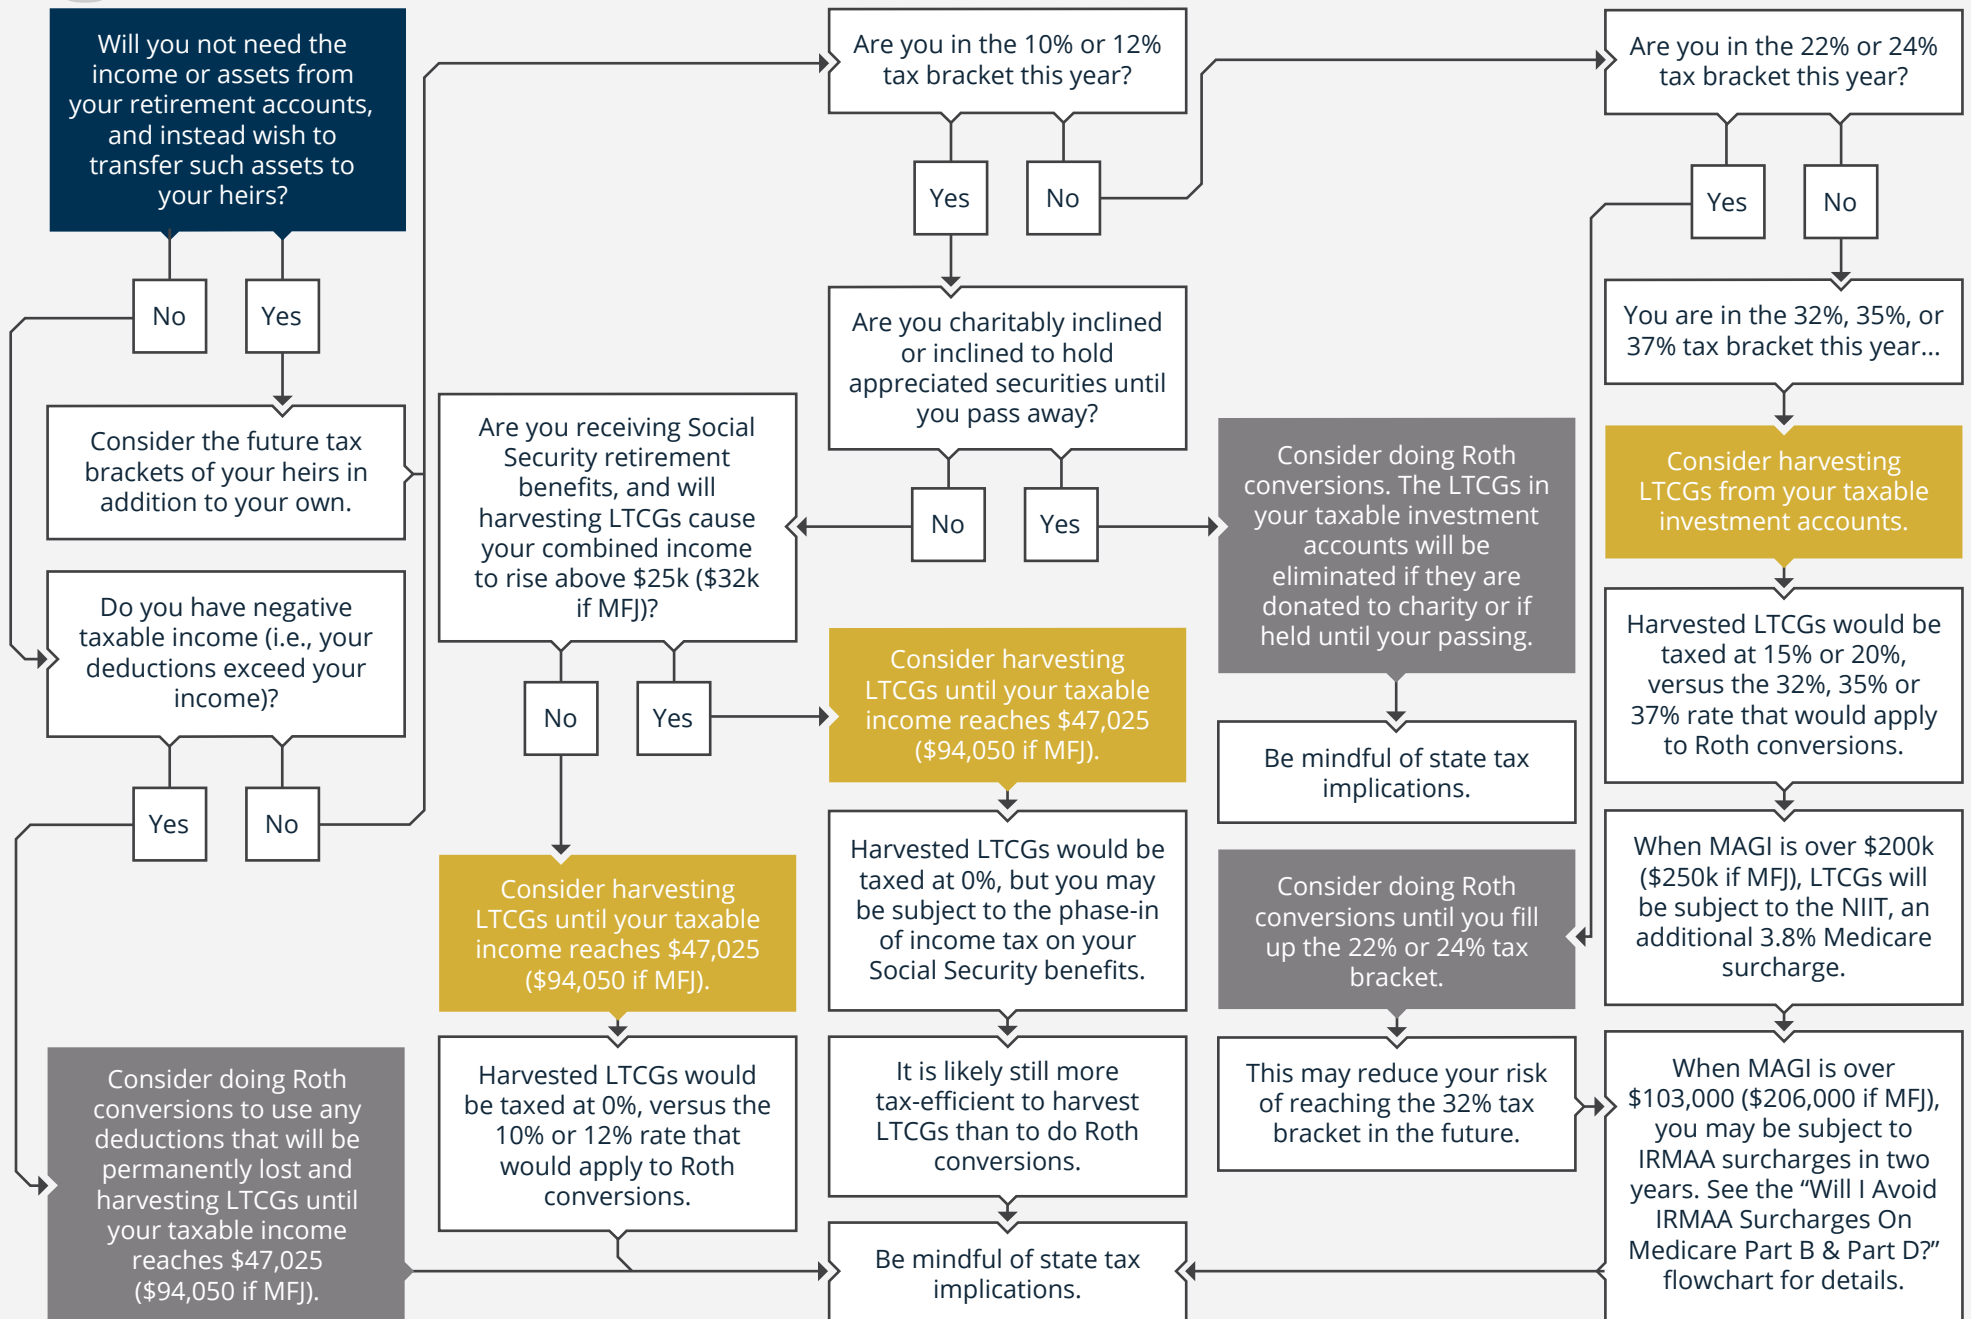 Will you not need the
income or assets from
your retirement accounts,
and instead wish to
transfer such assets to
your heirs?
No
Yes
Consider the future tax
brackets of your heirs in
addition to your own.
Do you have negative
taxable income (i.e., your
deductions exceed your
income)?
Yes
No
Consider doing Roth
conversions to use any
deductions that will be
permanently lost and
harvesting LTCGs until
your taxable income
reaches $47,025
($94,050 if MFJ).
Are you in the 10% or 12%
tax bracket this year?
Yes
No
Are you charitably inclined
or inclined to hold
appreciated securities until
you pass away?
No
Yes
Are you receiving Social
Security retirement
benefits, and will
harvesting LTCGs cause
your combined income
to rise above $25k ($32k
if MFJ)?
No
Yes
Consider harvesting
LTCGs until your taxable
income reaches $47,025
($94,050 if MFJ).
Harvested LTCGs would
be taxed at 0%, versus the
10% or 12% rate that
would apply to Roth
conversions.
Consider harvesting
LTCGs until your taxable
income reaches $47,025
($94,050 if MFJ).
Harvested LTCGs would be
taxed at 0%, but you may
be subject to the phase-in
of income tax on your
Social Security benefits.
It is likely still more
tax-efficient to harvest
LTCGs than to do Roth
conversions.
Be mindful of state tax
implications.
Consider doing Roth
conversions. The LTCGs in
your taxable investment
accounts will be
eliminated if they are
donated to charity or if
held until your passing.
Be mindful of state tax
implications.
Are you in the 22% or 24%
tax bracket this year?
Yes
No
Consider doing Roth
conversions until you fill
up the 22% or 24% tax
bracket.
This may reduce your risk
of reaching the 32% tax
bracket in the future.
You are in the 32%, 35%, or
37% tax bracket this year...
Consider harvesting
LTCGs from your taxable
investment accounts.
Harvested LTCGs would be
taxed at 15% or 20%,
versus the 32%, 35% or
37% rate that would apply
to Roth conversions.
When MAGI is over $200k
($250k if MFJ), LTCGs will
be subject to the NIIT, an
additional 3.8% Medicare
surcharge.
When MAGI is over
$103,000 ($206,000 if MFJ),
you may be subject to
IRMAA surcharges in two
years. See the “Will I Avoid
IRMAA Surcharges On
Medicare Part B & Part D?”
flowchart for details.